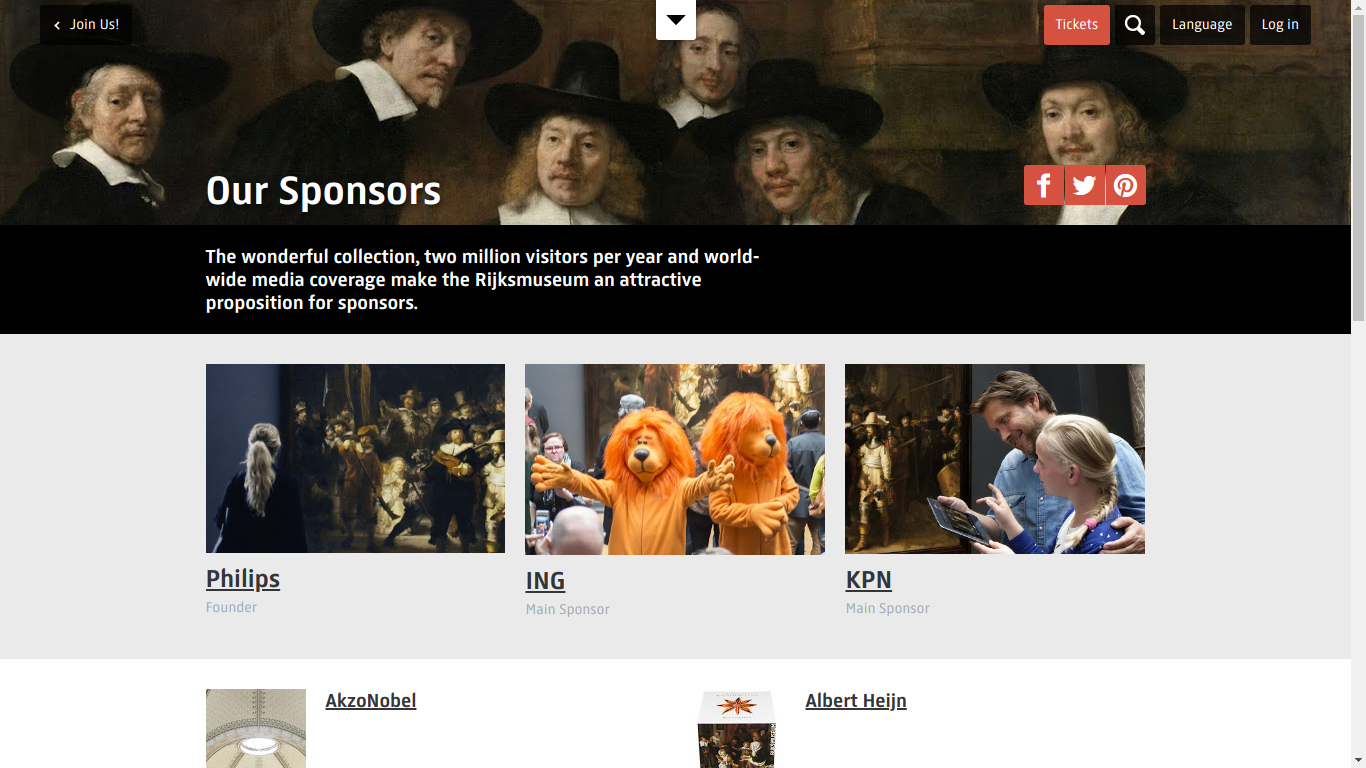 Join Us!
Tickets
Language
Log in
Our Sponsors
The wonderful collection, two million visitors per year and world-
wide media coverage make the Rijksmuseum an attractive
proposition for sponsors.
Philips
Founder
ING
Main Sponsor
KPN
Main Sponsor
AkzoNobel
Albert Heijn